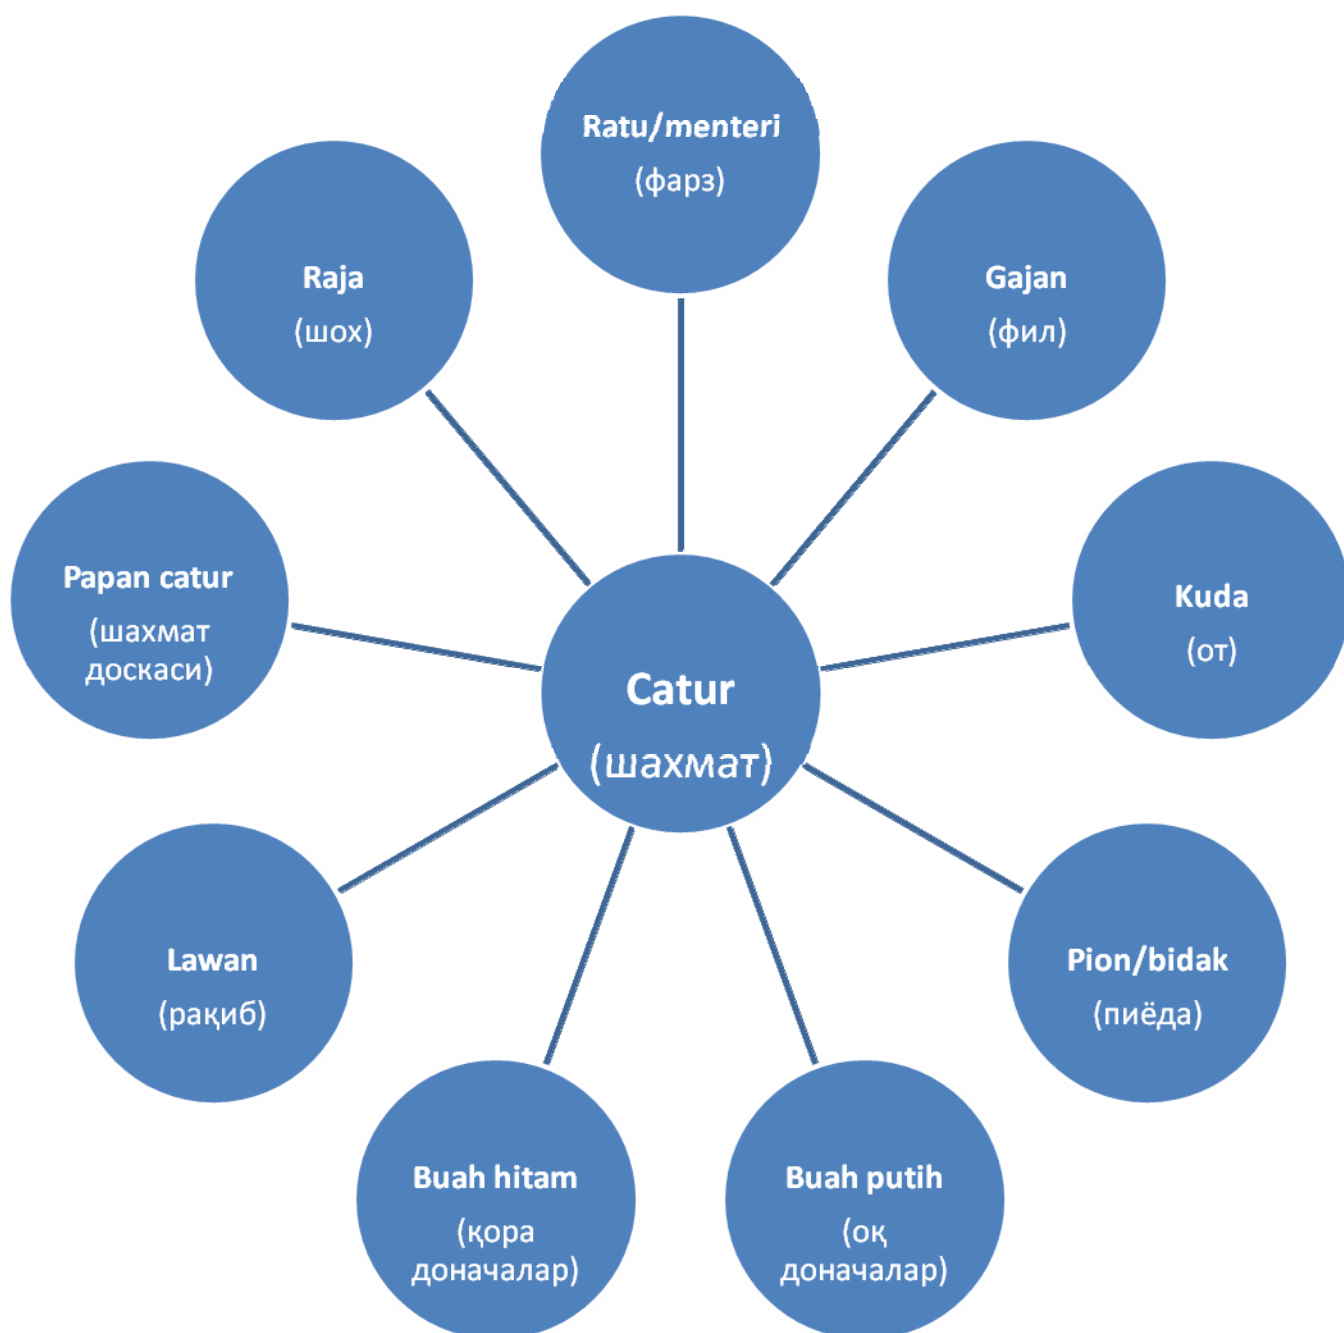 Ratu/menteri
(фарз)
Gajan
(фил)
Kuda
(от)
Pion/bidak
(пиёда)
Buah putih
(оқ
доначалар)
Buah hitam
(қора
доначалар)
Lawan
(рақиб)
Papan catur
(шахмат
доскаси)
Raja
(шох)
Catur
(шахмат)